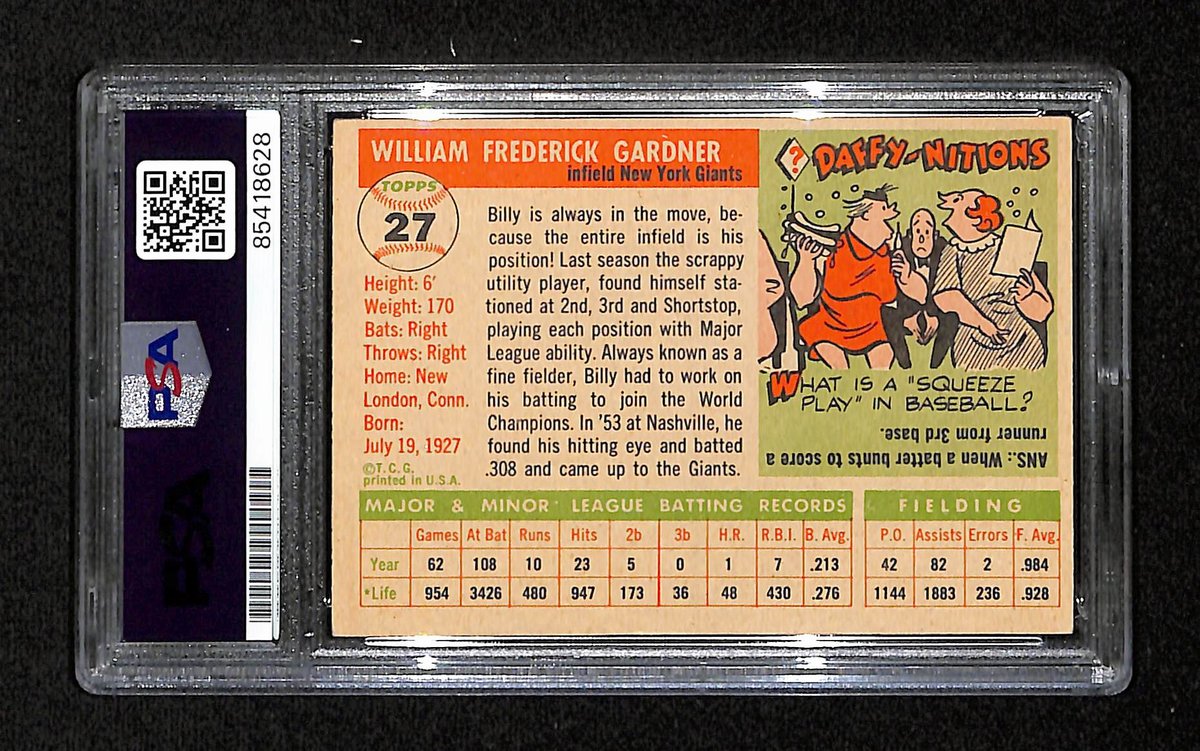 85418628
PSA
PSA
WILLIAM FREDERICK GARDNER
infield New York Giants
TOPPS
27
Height: 6'
Weight: 170
Bats: Right
Throws: Right
Home: New
London, Conn.
Born:
July 19, 1927
©T.C.G.
printed in U.S.A.
Billy is always in the move, be-
cause the entire infield is his
position! Last season the scrappy
utility player, found himself sta-
tioned at 2nd, 3rd and Shortstop,
playing each position with Major
League ability. Always known as a
fine fielder, Billy had to work on
his batting to join the World
Champions. In '53 at Nashville, he
found his hitting eye and batted
.308 and came up to the Giants.
? DAFFY-NITIONS
WHAT IS A "SQUEEZE
PLAY" IN BASEBALL?
ANS.: When a batter bunts to score a
runner from 3rd base.
MAJOR & MINOR LEAGUE BATTING RECORDS
Games At Bat Runs Hits 2b 3b H.R. R.B.I. B. Avg.
Year 62 108 10 23 5 0 1 7 .213
*Life 954 3426 480 947 173 36 48 430 .276
FIELDING
P.O. Assists Errors F. Avg.
42 82 2 .984
1144 1883 236 .928